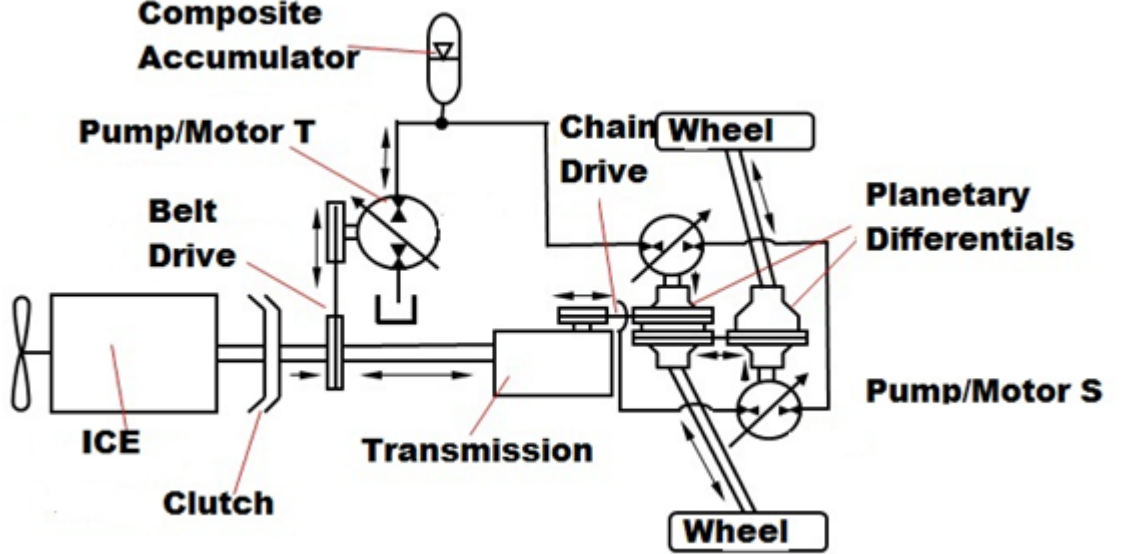 Composite
Accumulator
Pump/Motor T
Chain
Drive
Wheel
Belt
Drive
Planetary
Differentials
ICE
Clutch
Transmission
Pump/Motor S
Wheel